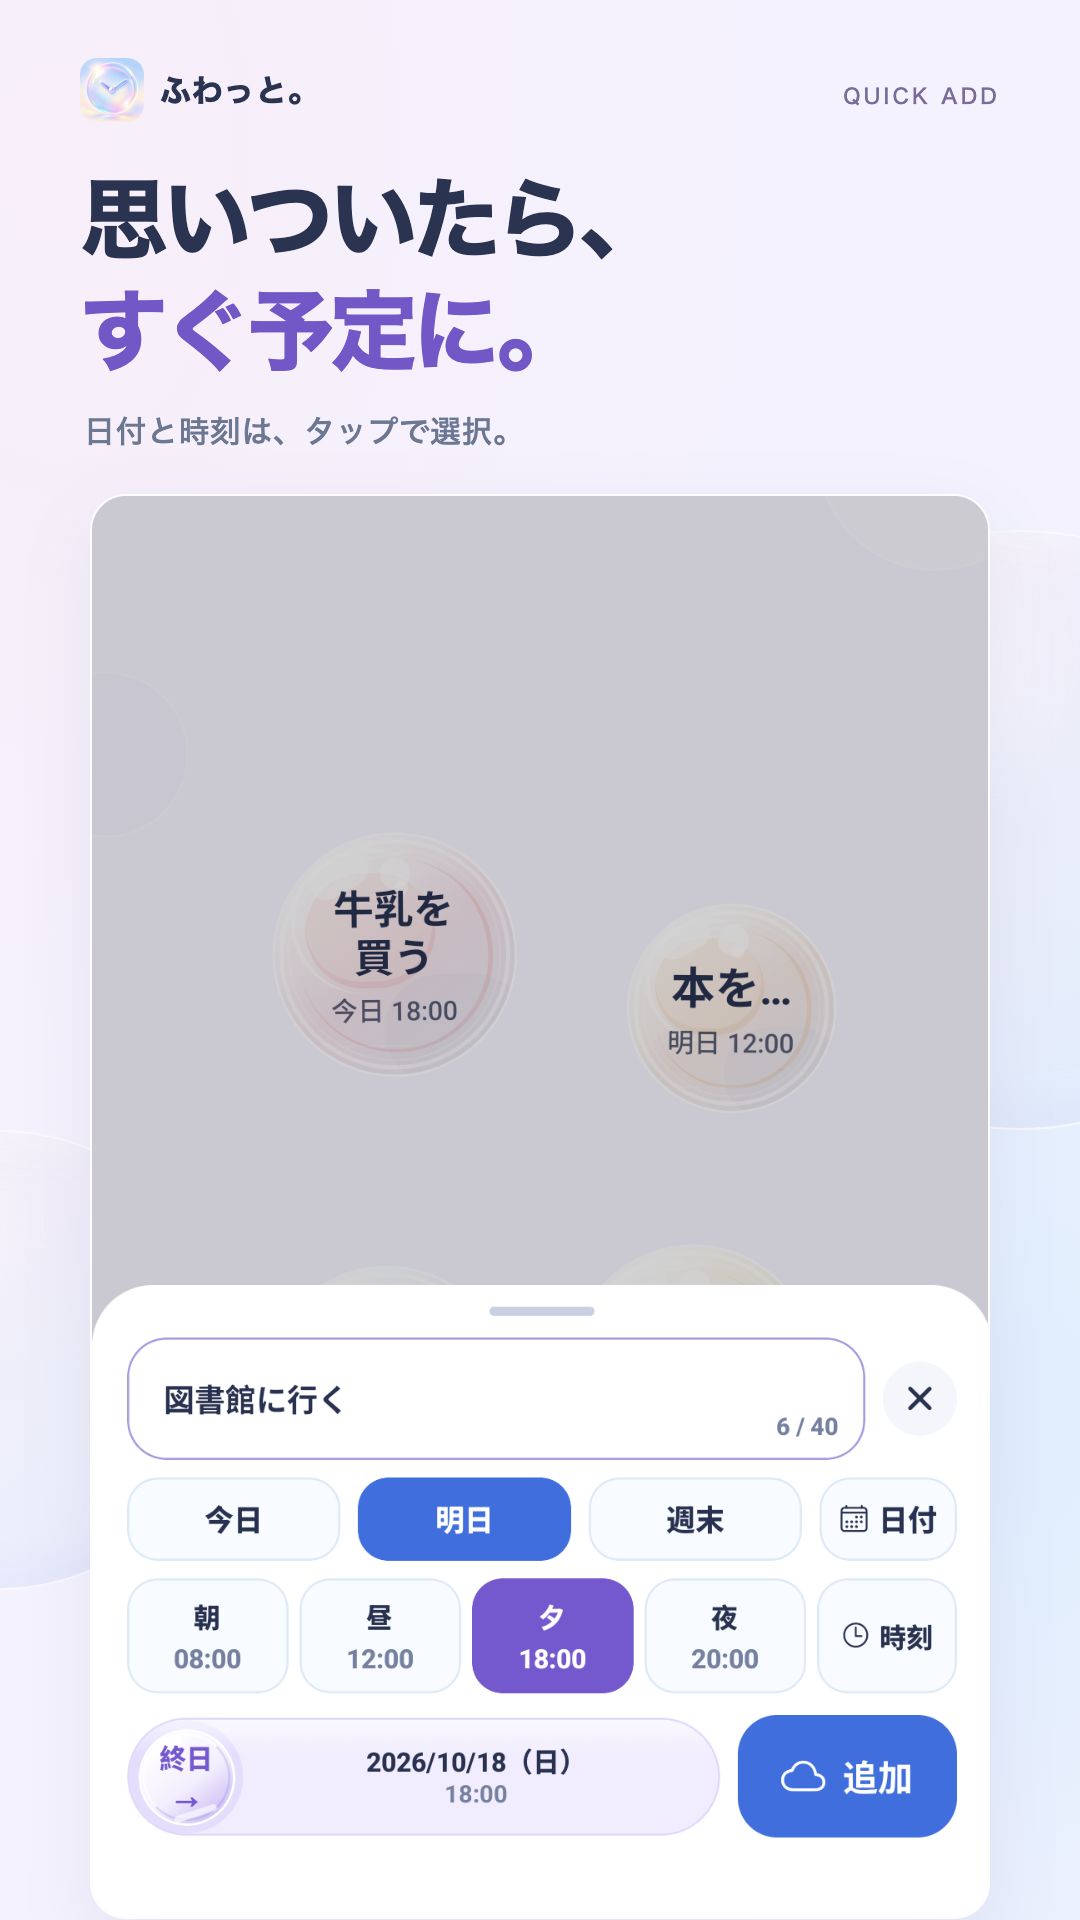 ふわっと。
QUICK ADD
思いついたら、
すぐ予定に。
日付と時刻は、タップで選択。
牛乳を
買う
今日 18:00
本を...
明日 12:00
図書館に行く
6 / 40
今日
明日
週末
日付
朝
08:00
昼
12:00
夕
18:00
夜
20:00
時刻
終日
→
2026/10/18（日）
18:00
追加